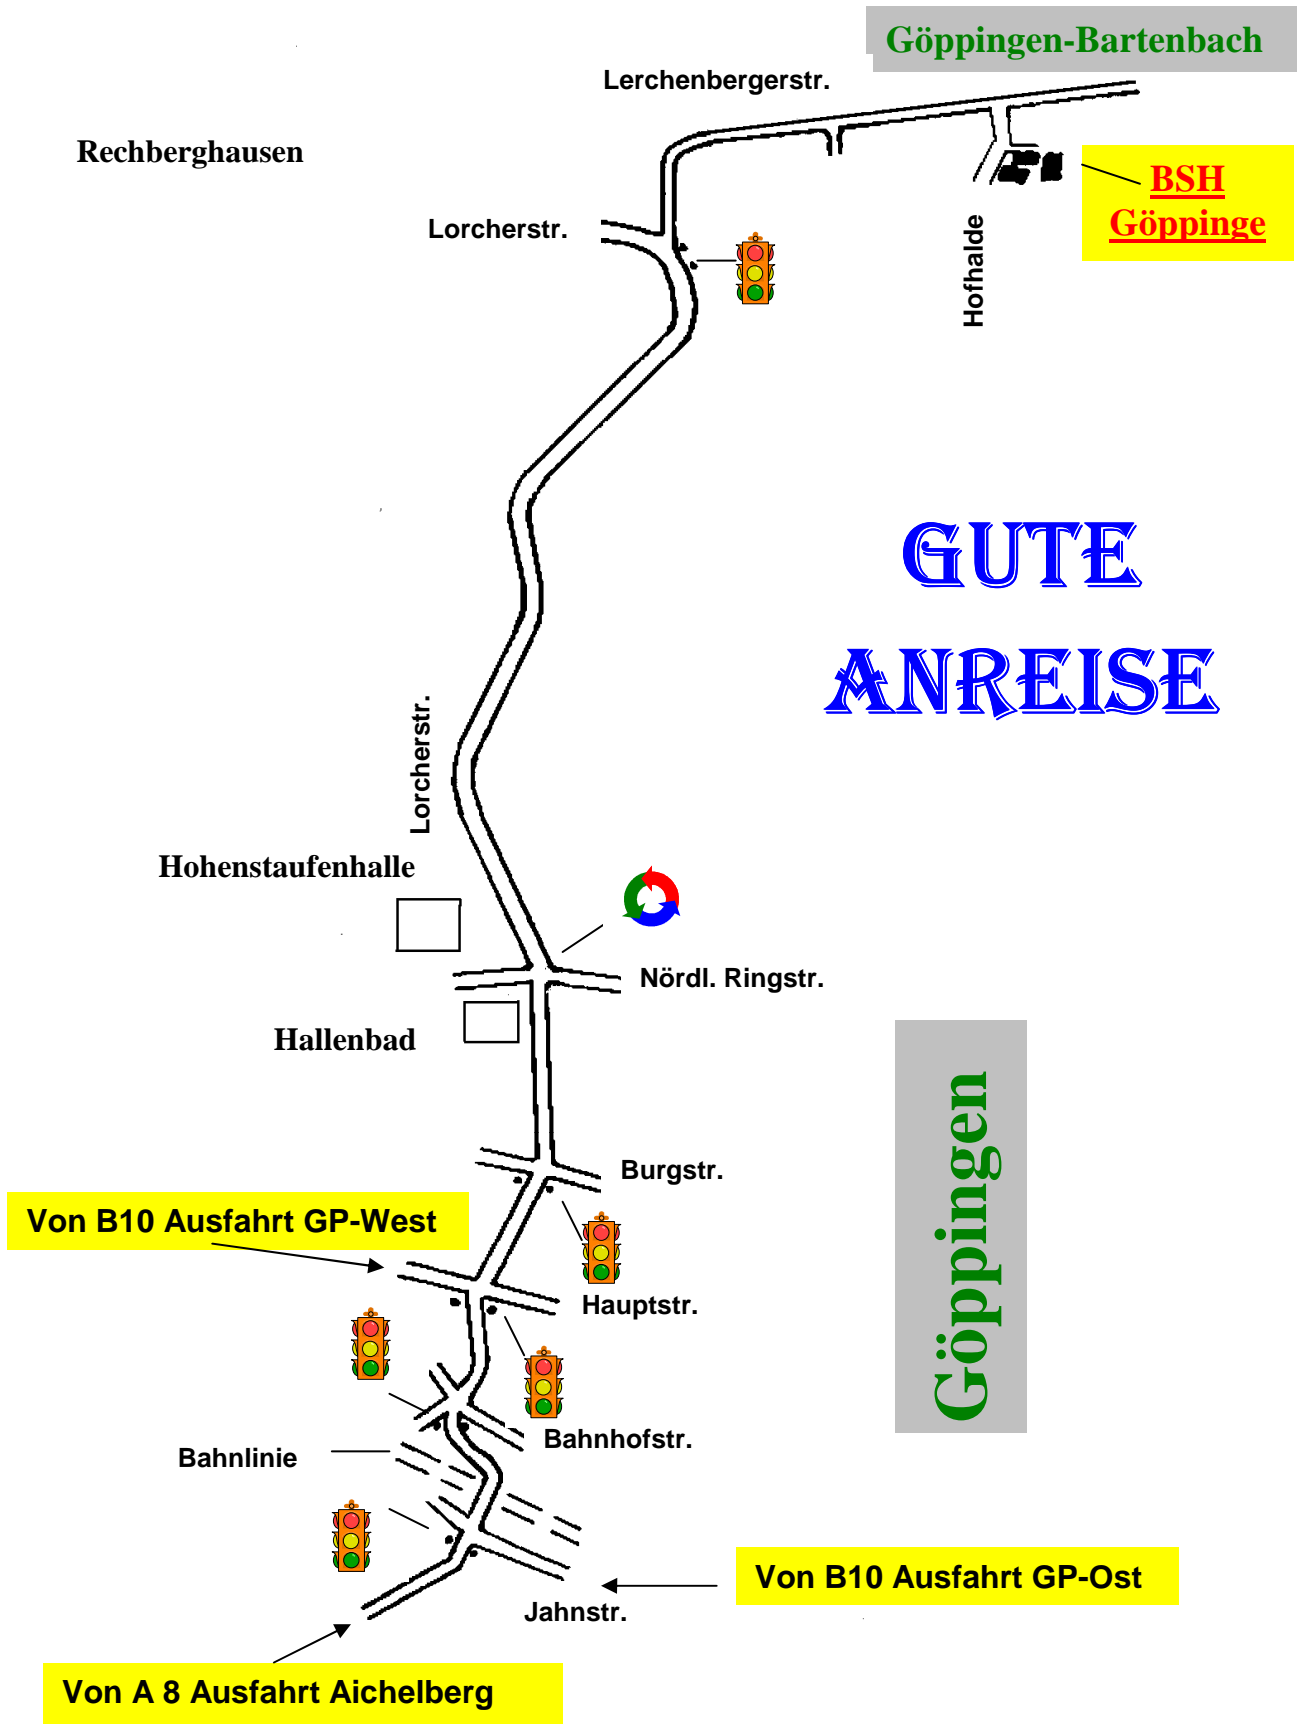 Göppingen-Bartenbach
Lerchenbergerstr.
Rechberghausen
BSH
Göppinge
Lorcherstr.
Hofhalde
GUTE
ANREISE
Lorcherstr.
Hohenstaufenhalle
Nördl. Ringstr.
Hallenbad
Göppingen
Burgstr.
Von B10 Ausfahrt GP-West
Hauptstr.
Bahnhofstr.
Bahnlinie
Von B10 Ausfahrt GP-Ost
Jahnstr.
Von A 8 Ausfahrt Aichelberg